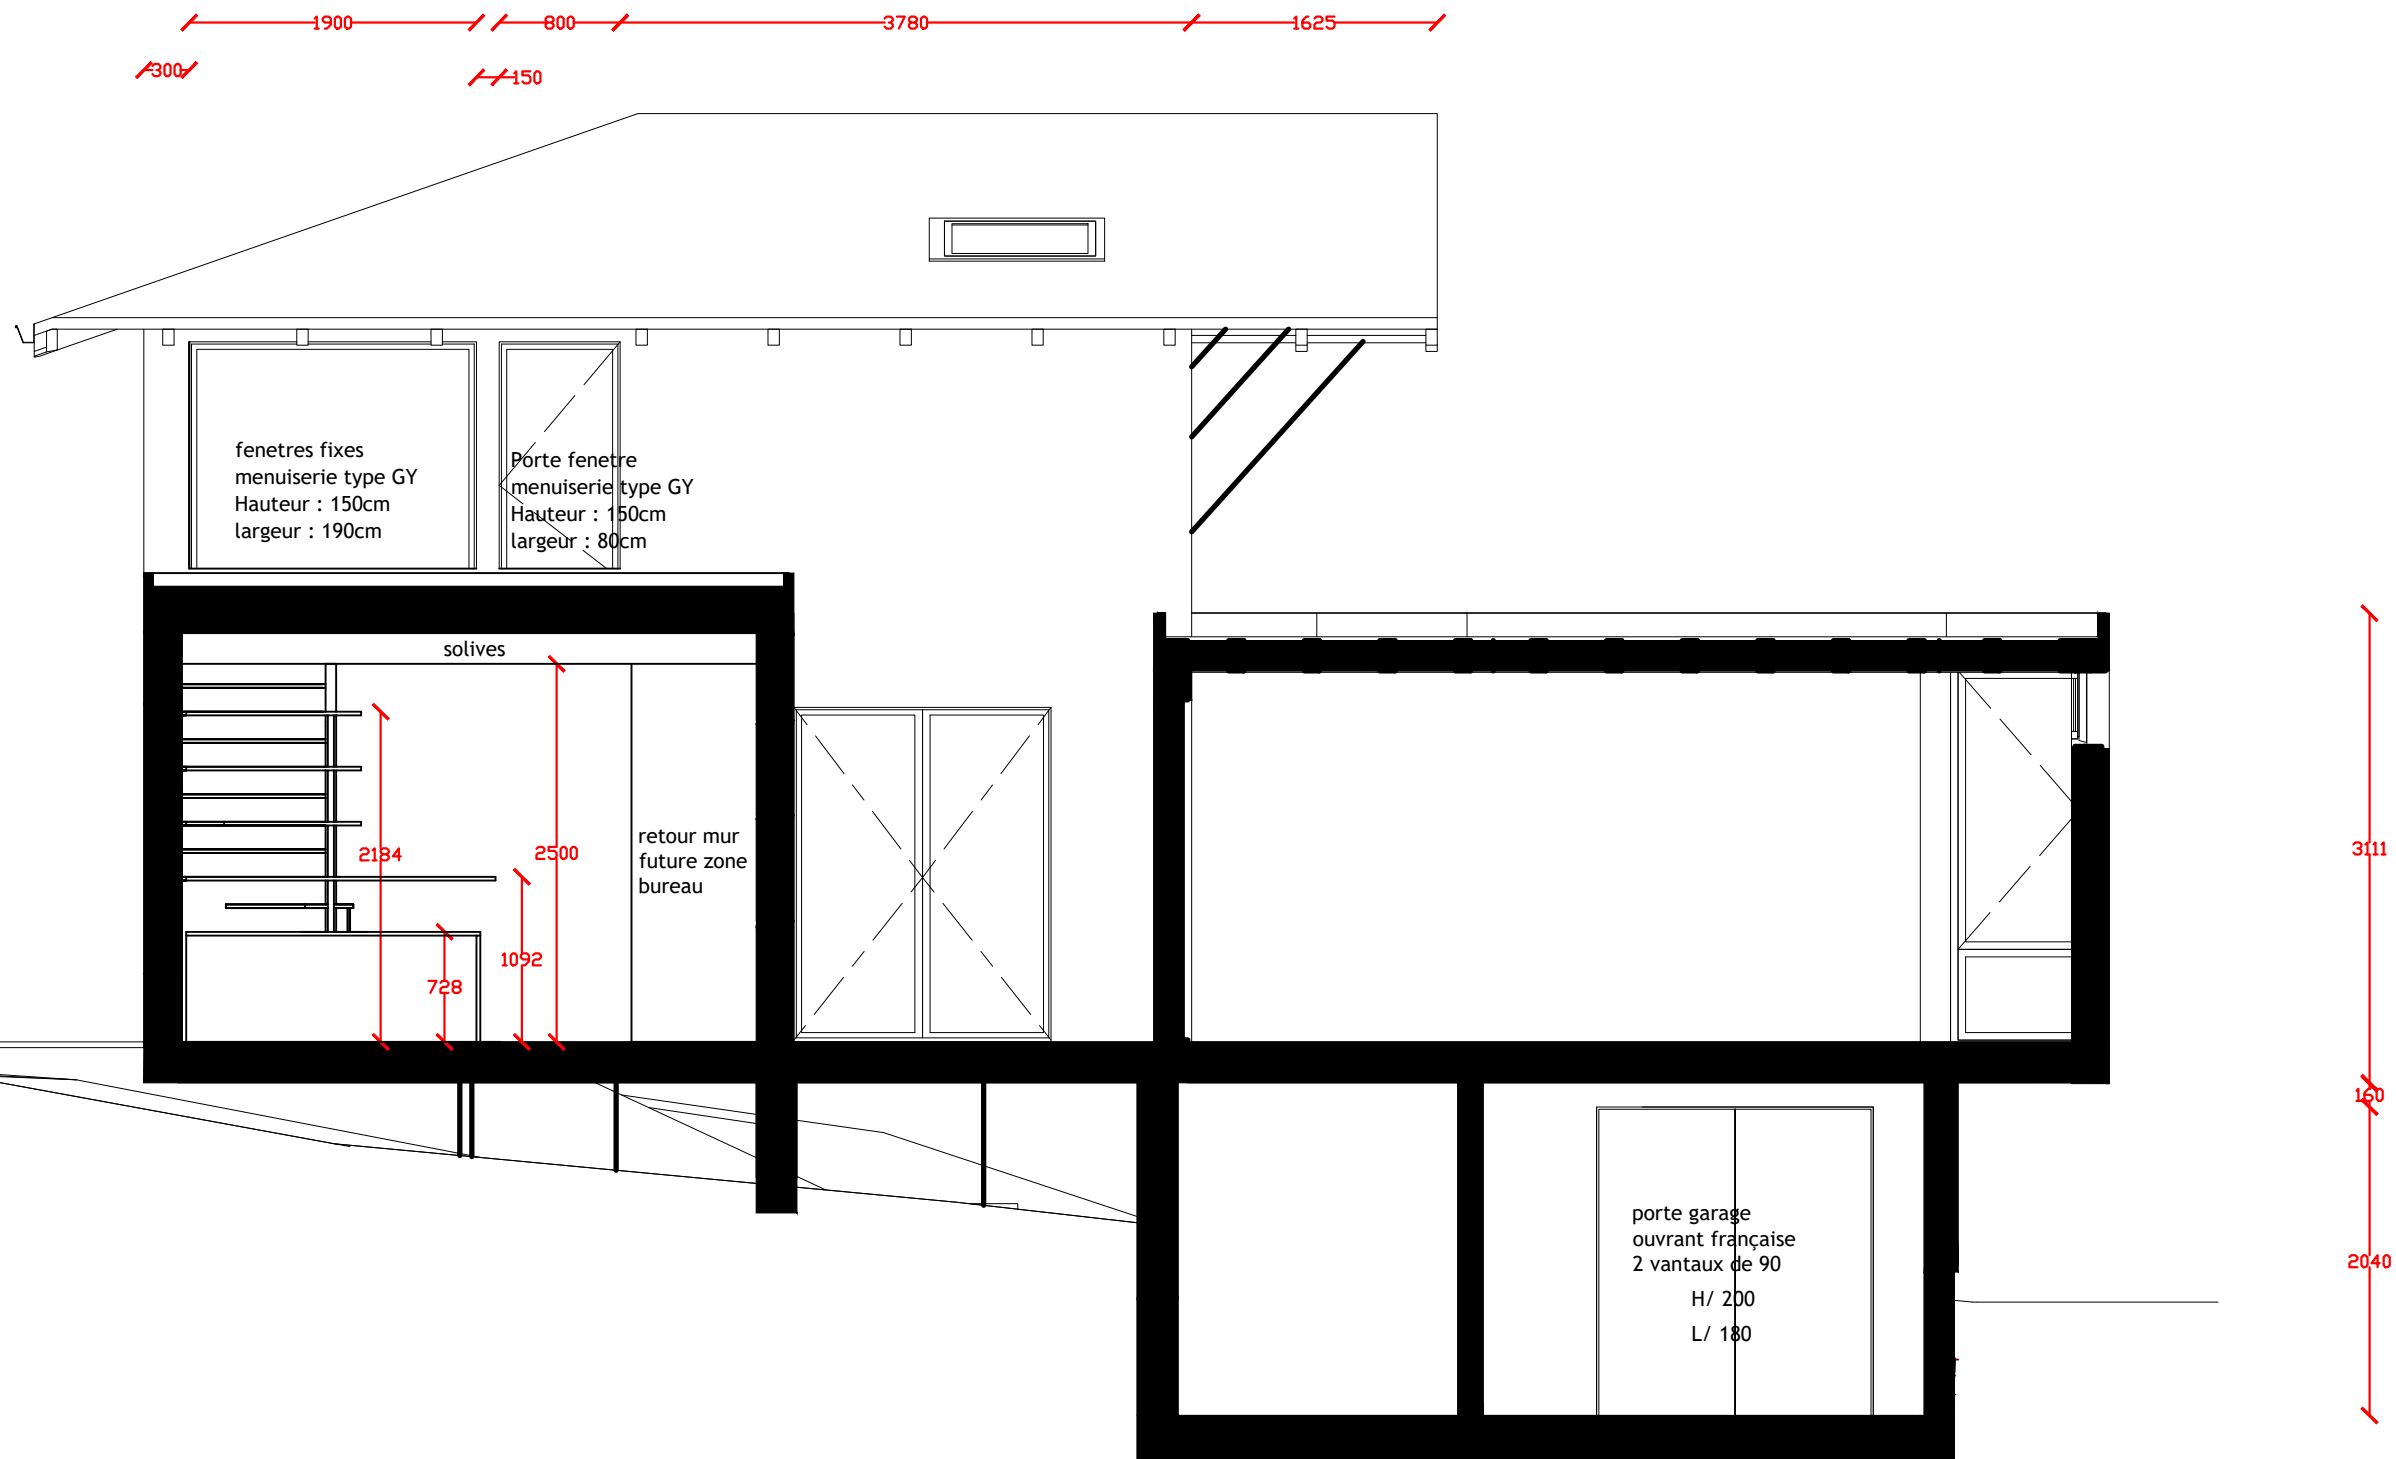 1900
800
3780
1625
300
150
fenetres fixes
menuiserie type GY
Hauteur : 150cm
largeur : 190cm
Porte fenetre
menuiserie type GY
Hauteur : 150cm
largeur : 80cm
solives
2184
2500
retour mur
future zone
bureau
1092
728
3111
160
2040
porte garage
ouvrant française
2 vantaux de 90
H/ 200
L/ 180